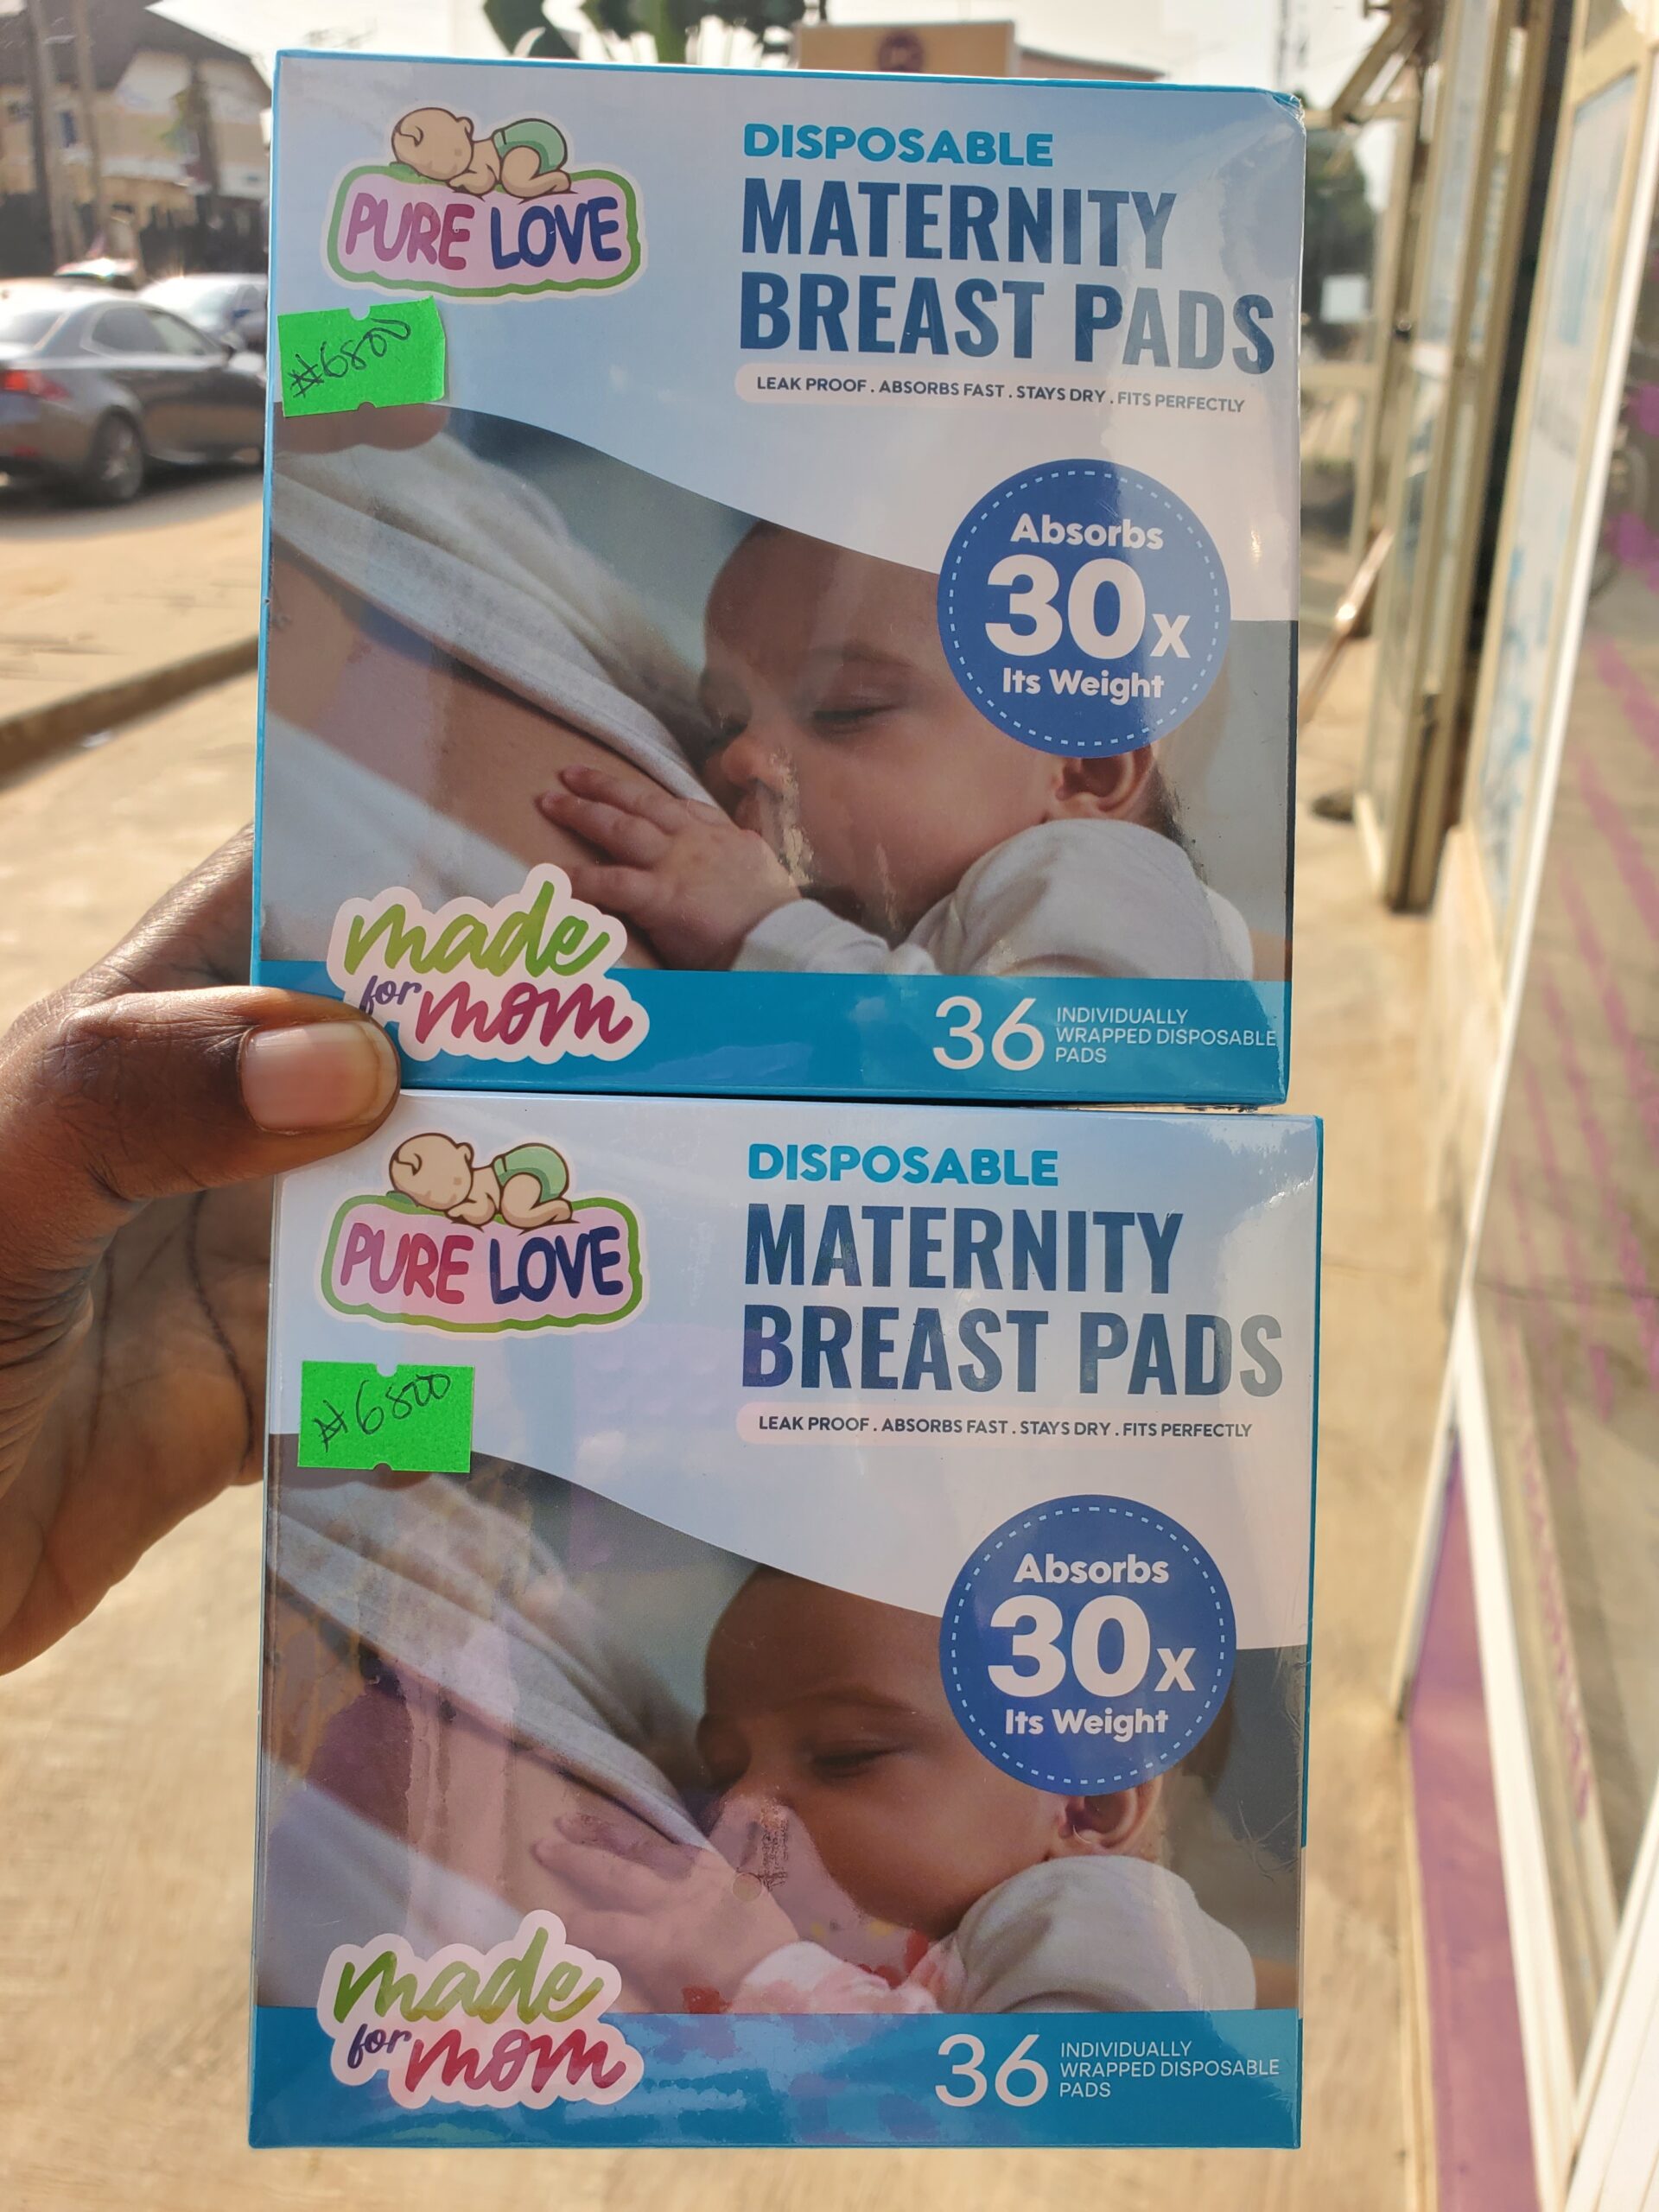 PURE LOVE
DISPOSABLE
MATERNITY
BREAST PADS
LEAK PROOF . ABSORBS FAST . STAYS DRY . FITS PERFECTLY
₦6800
Absorbs
30x
Its Weight
made
for mom
36 INDIVIDUALLY
WRAPPED DISPOSABLE
PADS
PURE LOVE
DISPOSABLE
MATERNITY
BREAST PADS
LEAK PROOF . ABSORBS FAST . STAYS DRY . FITS PERFECTLY
₦6800
Absorbs
30x
Its Weight
made
for mom
36 INDIVIDUALLY
WRAPPED DISPOSABLE
PADS